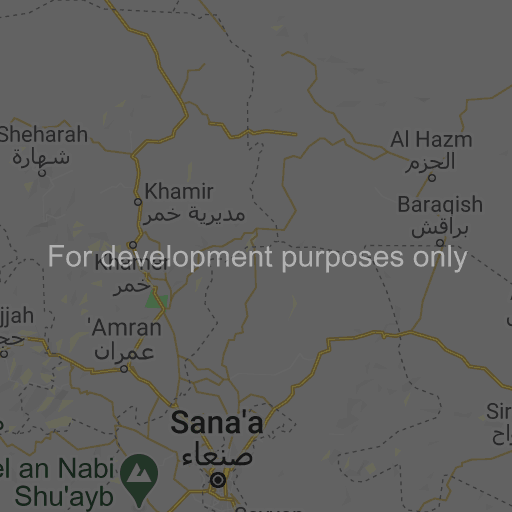 Sheharah
شهارة
Al Hazm
الحزم
Khamir
مديرية خمر
Baraqish
براقش
For development purposes only
Khamer
خمر
'Amran
عمران
Sana'a
صنعاء
el an Nabi
Shu'ayb